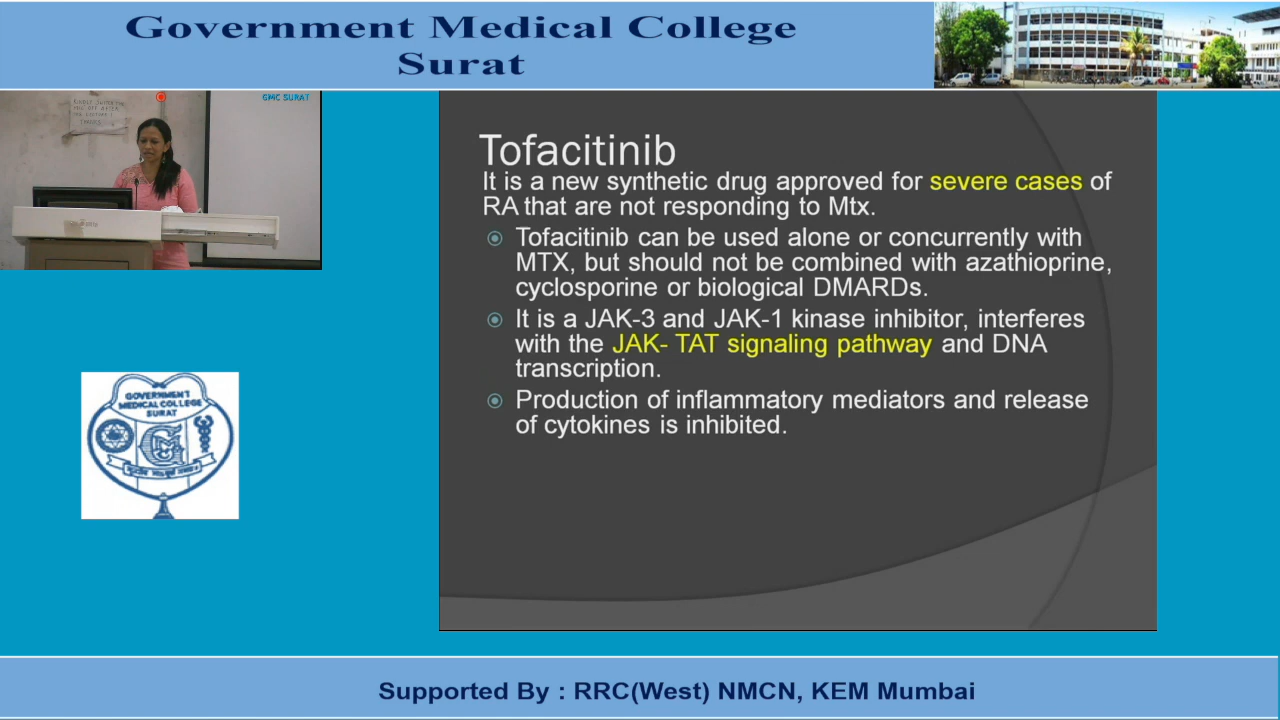 Government Medical College
Surat
GMC SURAT
Tofacitinib
It is a new synthetic drug approved for severe cases of
RA that are not responding to Mtx.
Tofacitinib can be used alone or concurrently with
MTX, but should not be combined with azathioprine,
cyclosporine or biological DMARDs.
It is a JAK-3 and JAK-1 kinase inhibitor, interferes
with the JAK- TAT signaling pathway and DNA
transcription.
Production of inflammatory mediators and release
of cytokines is inhibited.
GOVERNMENT
MEDICAL COLLEGE
SURAT
Supported By : RRC(West) NMCN, KEM Mumbai